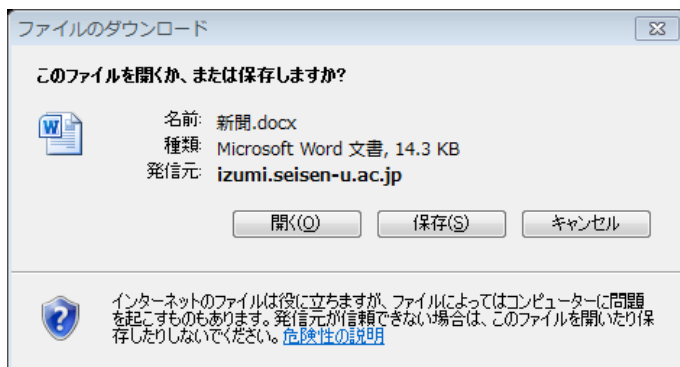 ファイルのダウンロード
このファイルを開くか、または保存しますか?
名前: 新聞.docx
種類: Microsoft Word 文書, 14.3 KB
発信元: izumi.seisen-u.ac.jp
開く(O) 保存(S) キャンセル
インターネットのファイルは役に立ちますが、ファイルによってはコンピューターに問題
を起こすものもあります。発信元が信頼できない場合は、このファイルを開いたり保
存したりしないでください。危険性の説明